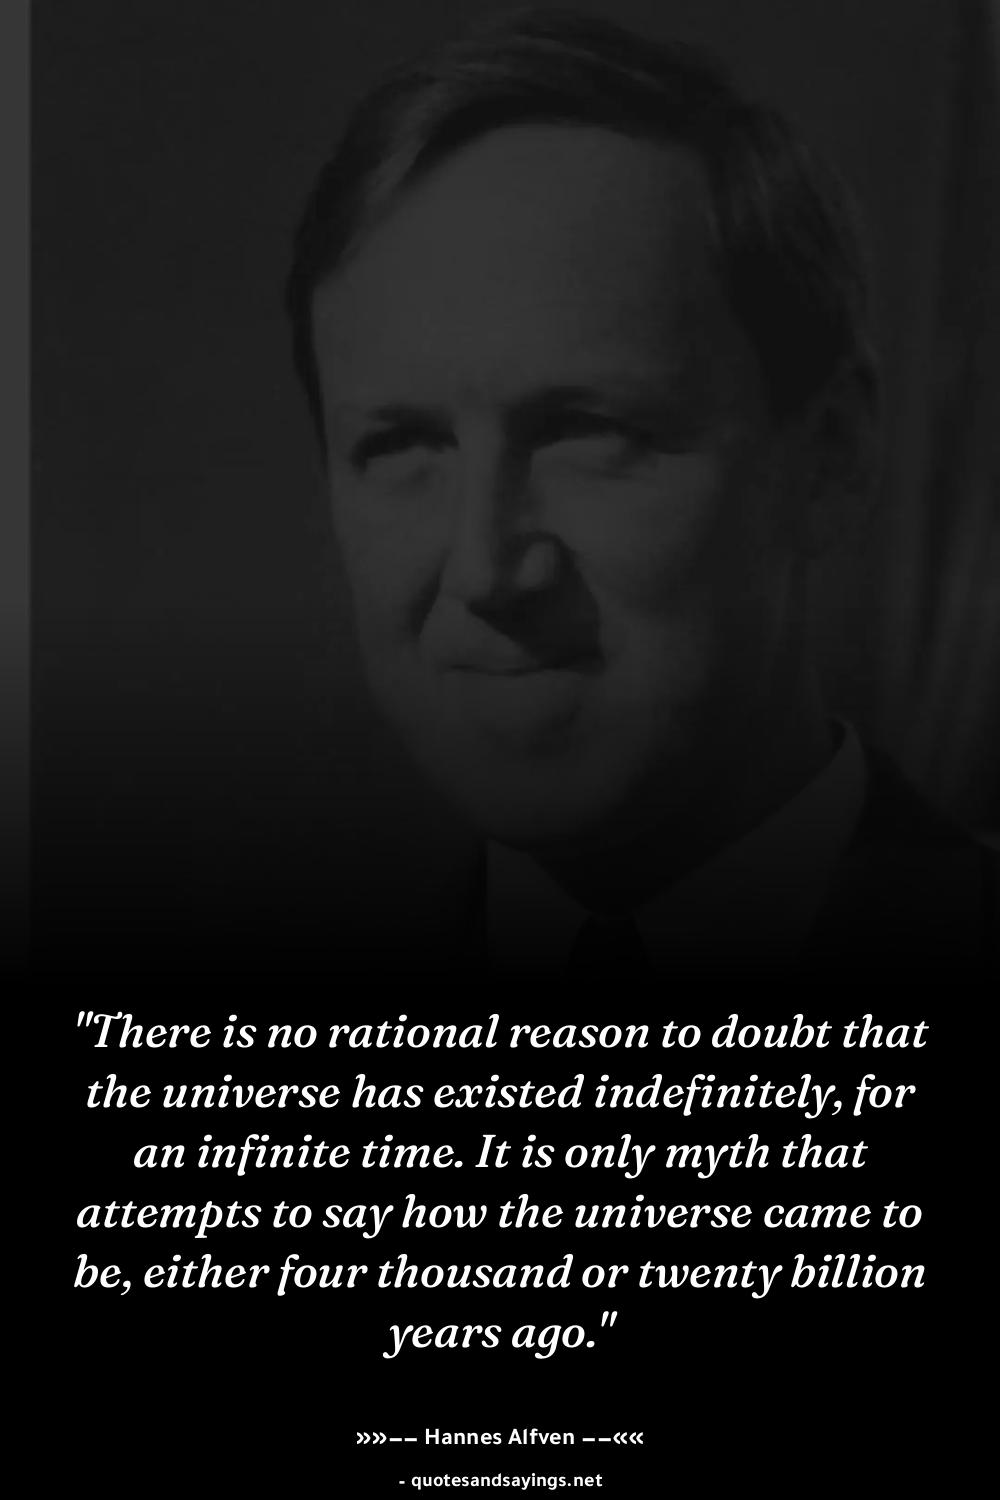 "There is no rational reason to doubt that
the universe has existed indefinitely, for
an infinite time. It is only myth that
attempts to say how the universe came to
be, either four thousand or twenty billion
years ago."
»»–– Hannes Alfven ––««
- quotesandsayings.net